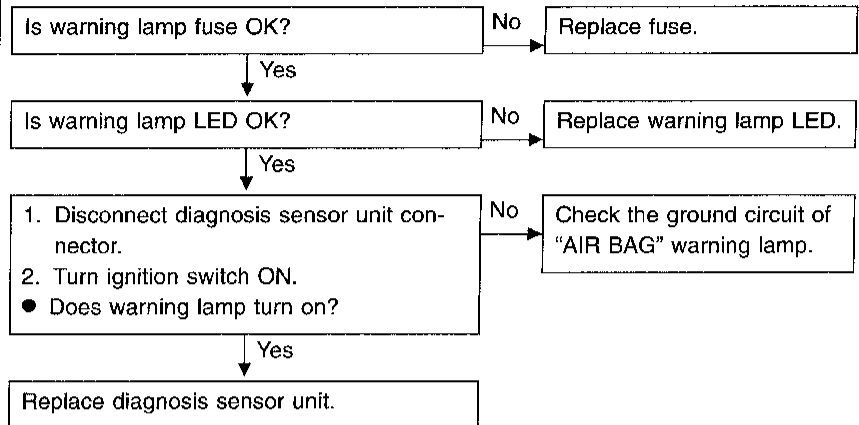 Is warning lamp fuse OK?
No
Replace fuse.
Yes
Is warning lamp LED OK?
No
Replace warning lamp LED.
Yes
1. Disconnect diagnosis sensor unit con-
nector.
2. Turn ignition switch ON.
● Does warning lamp turn on?
No
Check the ground circuit of
“AIR BAG” warning lamp.
Yes
Replace diagnosis sensor unit.